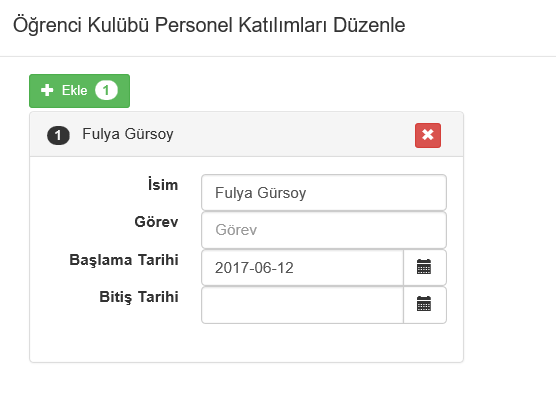 Öğrenci Kulübü Personel Katılımları Düzenle
Ekle 1
1 Fulya Gürsoy
İsim Fulya Gürsoy
Görev Görev
Başlama Tarihi 2017-06-12
Bitiş Tarihi